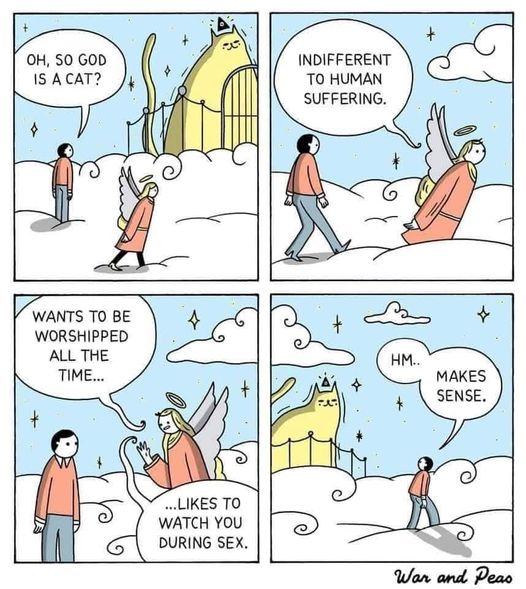 OH, SO GOD
IS A CAT?
INDIFFERENT
TO HUMAN
SUFFERING.
WANTS TO BE
WORSHIPPED
ALL THE
TIME...
...LIKES TO
WATCH YOU
DURING SEX.
HM..
MAKES
SENSE.
War and Peas